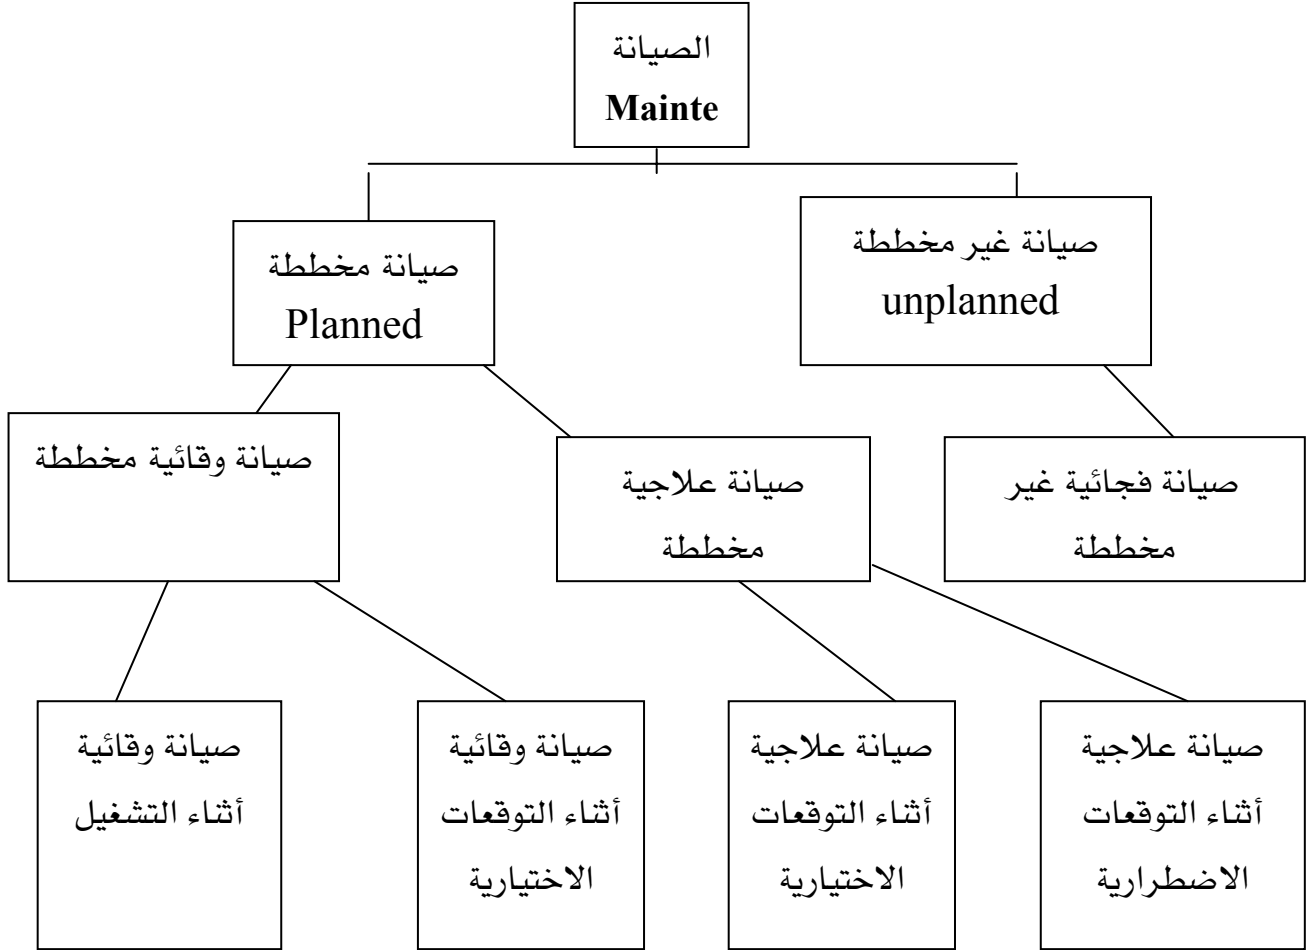 الصيانة
Mainte
صيانة غير مخططة
unplanned
صيانة مخططة
Planned
صيانة فجائية غير
مخططة
صيانة علاجية
مخططة
صيانة وقائية مخططة
صيانة علاجية
أثناء التوقعات
الاضطرارية
صيانة علاجية
أثناء التوقعات
الاختيارية
صيانة وقائية
أثناء التوقعات
الاختيارية
صيانة وقائية
أثناء التشغيل